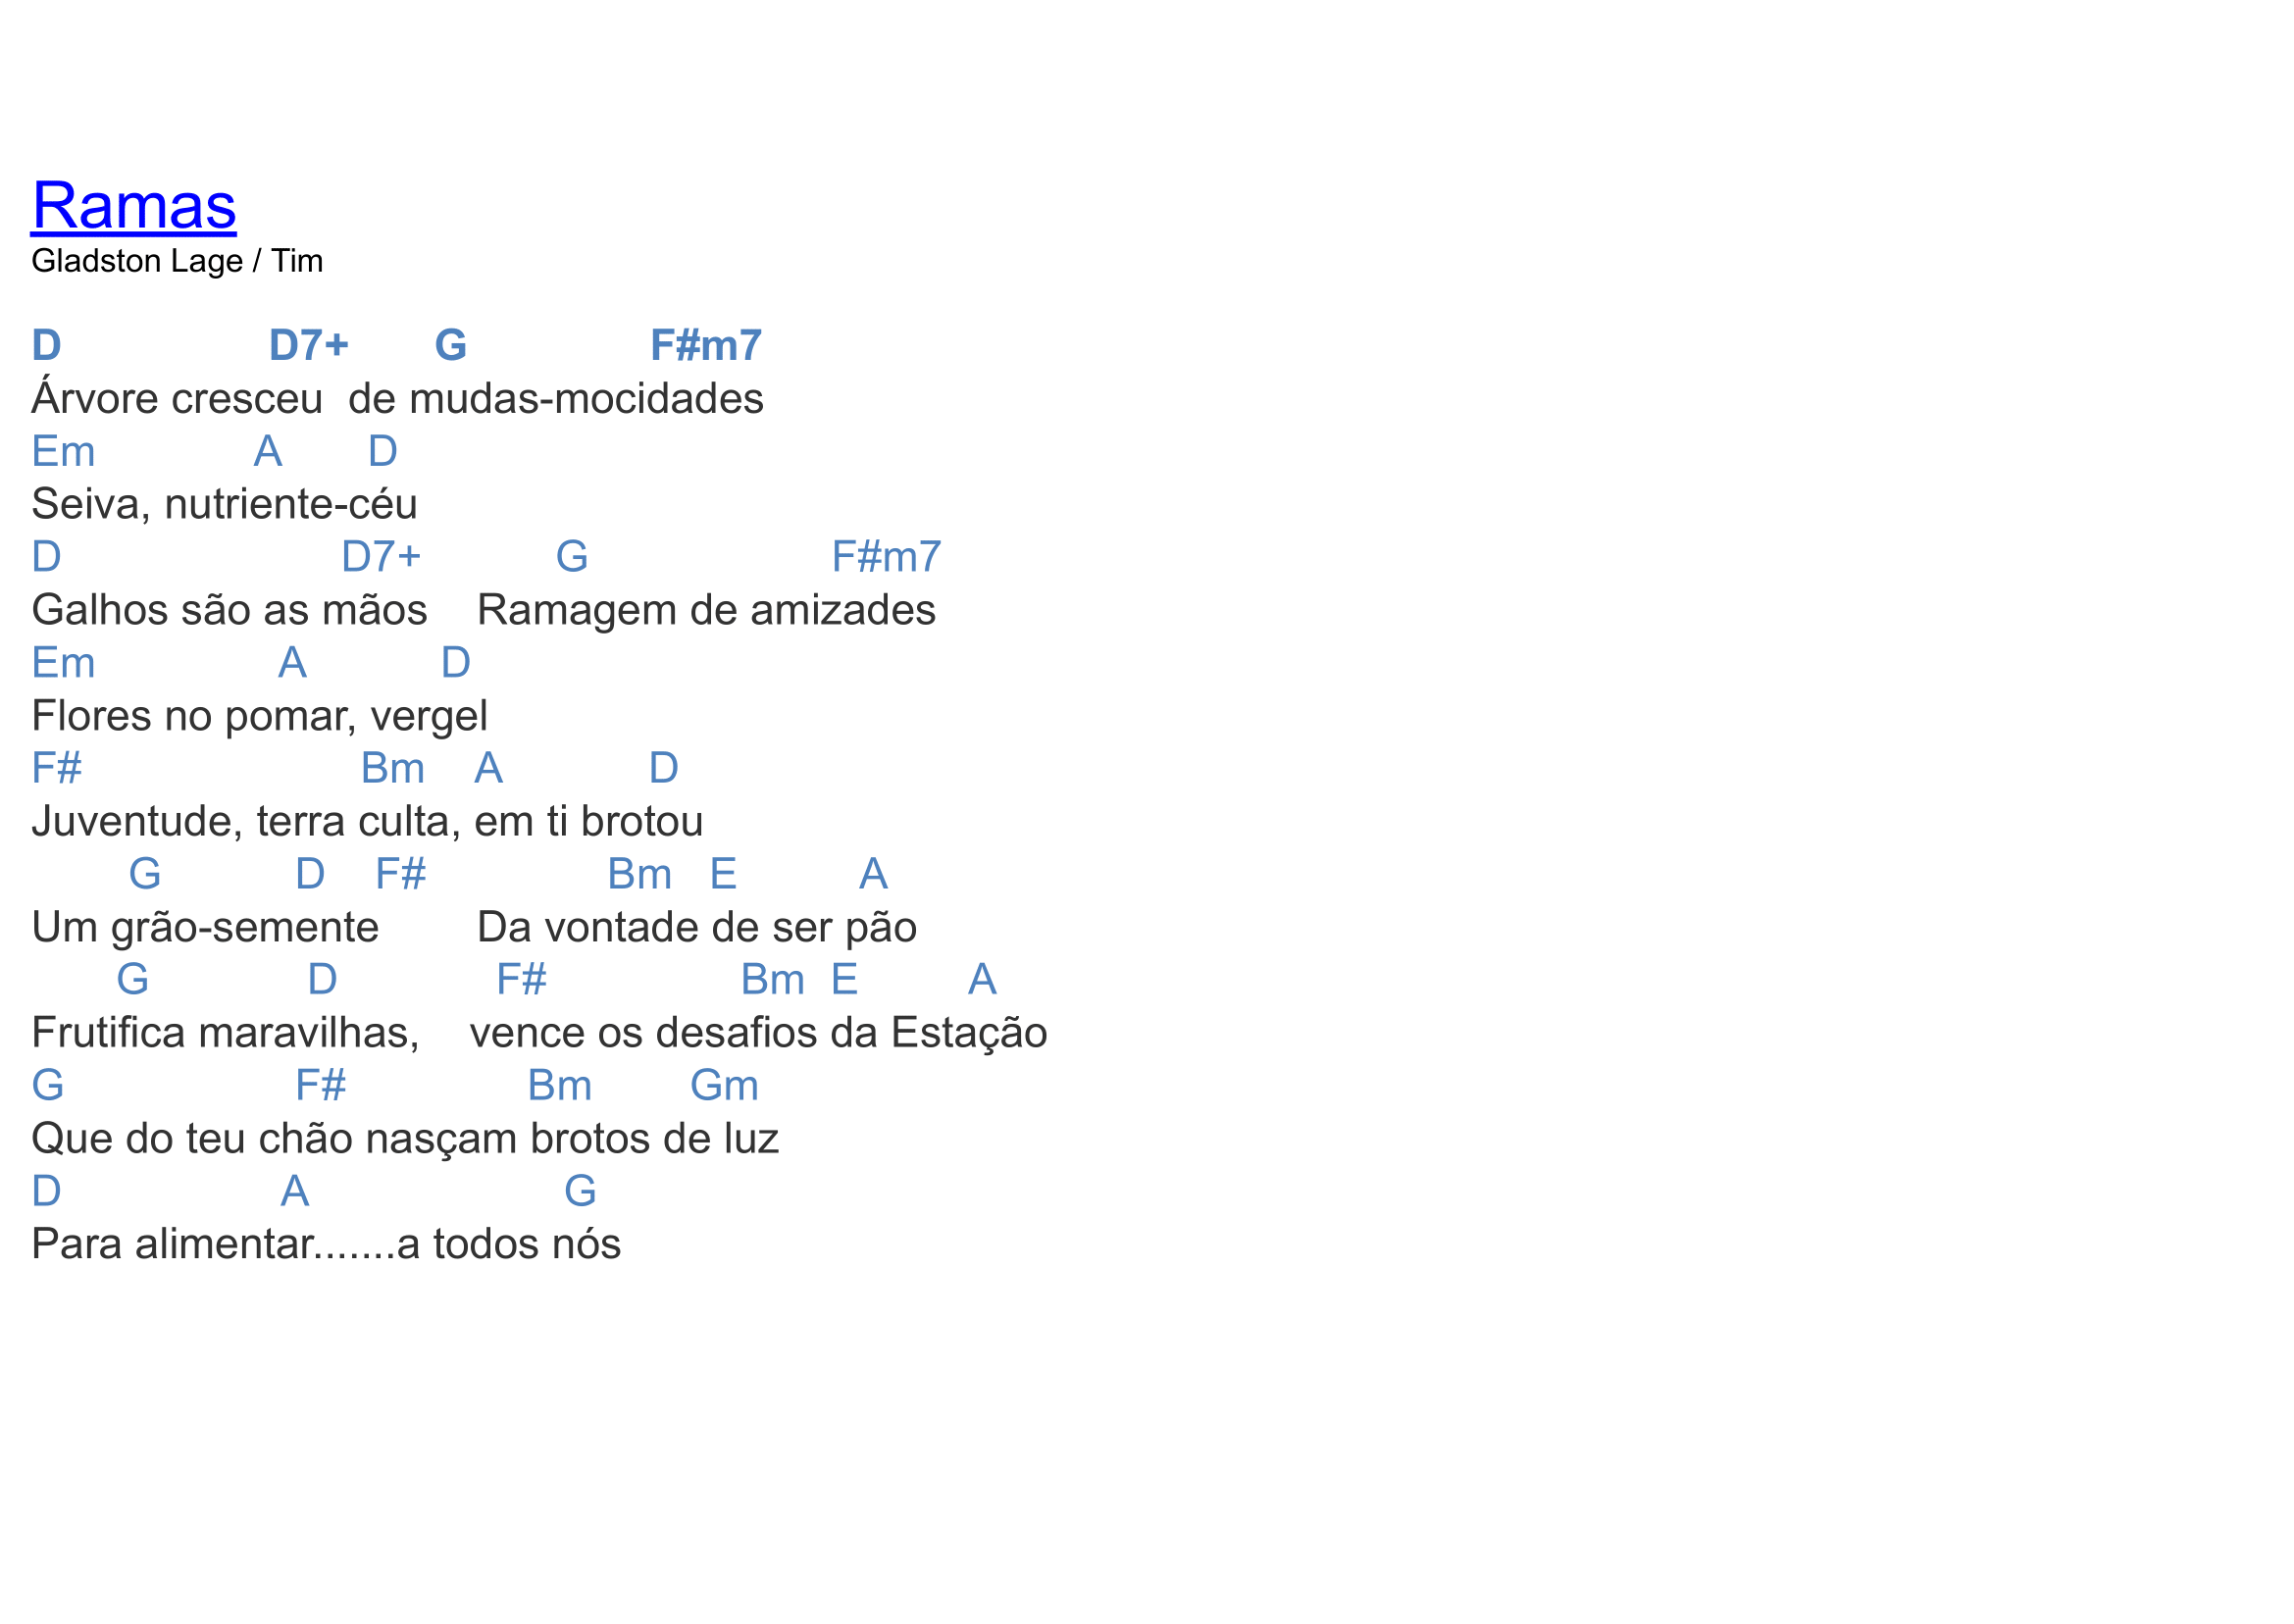 Ramas
Gladston Lage / Tim
D D7+ G F#m7
Árvore cresceu de mudas-mocidades
Em A D
Seiva, nutriente-céu
D D7+ G F#m7
Galhos são as mãos Ramagem de amizades
Em A D
Flores no pomar, vergel
F# Bm A D
Juventude, terra culta, em ti brotou
G D F# Bm E A
Um grão-semente Da vontade de ser pão
G D F# Bm E A
Frutifica maravilhas, vence os desafios da Estação
G F# Bm Gm
Que do teu chão nasçam brotos de luz
D A G
Para alimentar.......a todos nós